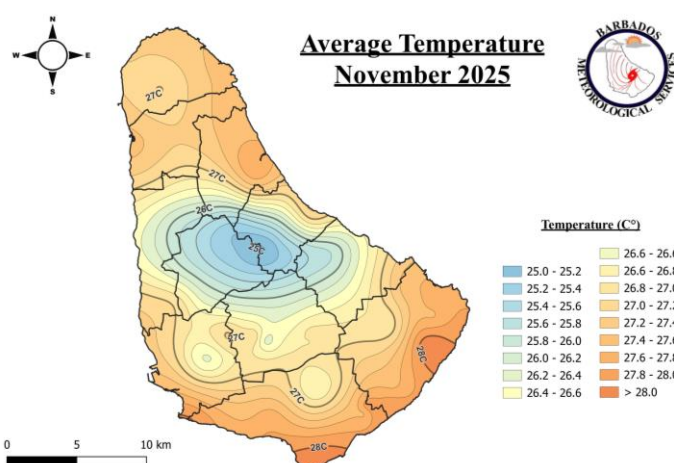 Average Temperature
November 2025
BARBADOS
METEOROLOGICAL SERVICES
N
W
E
S
27C
27C
26C
25C
27C
27C
28C
28C
Temperature (C°)
25.0 - 25.2
25.2 - 25.4
25.4 - 25.6
25.6 - 25.8
25.8 - 26.0
26.0 - 26.2
26.2 - 26.4
26.4 - 26.6
26.6 - 26.6
26.6 - 26.8
26.8 - 27.0
27.0 - 27.2
27.2 - 27.4
27.4 - 27.6
27.6 - 27.8
27.8 - 28.0
> 28.0
0
5
10 km